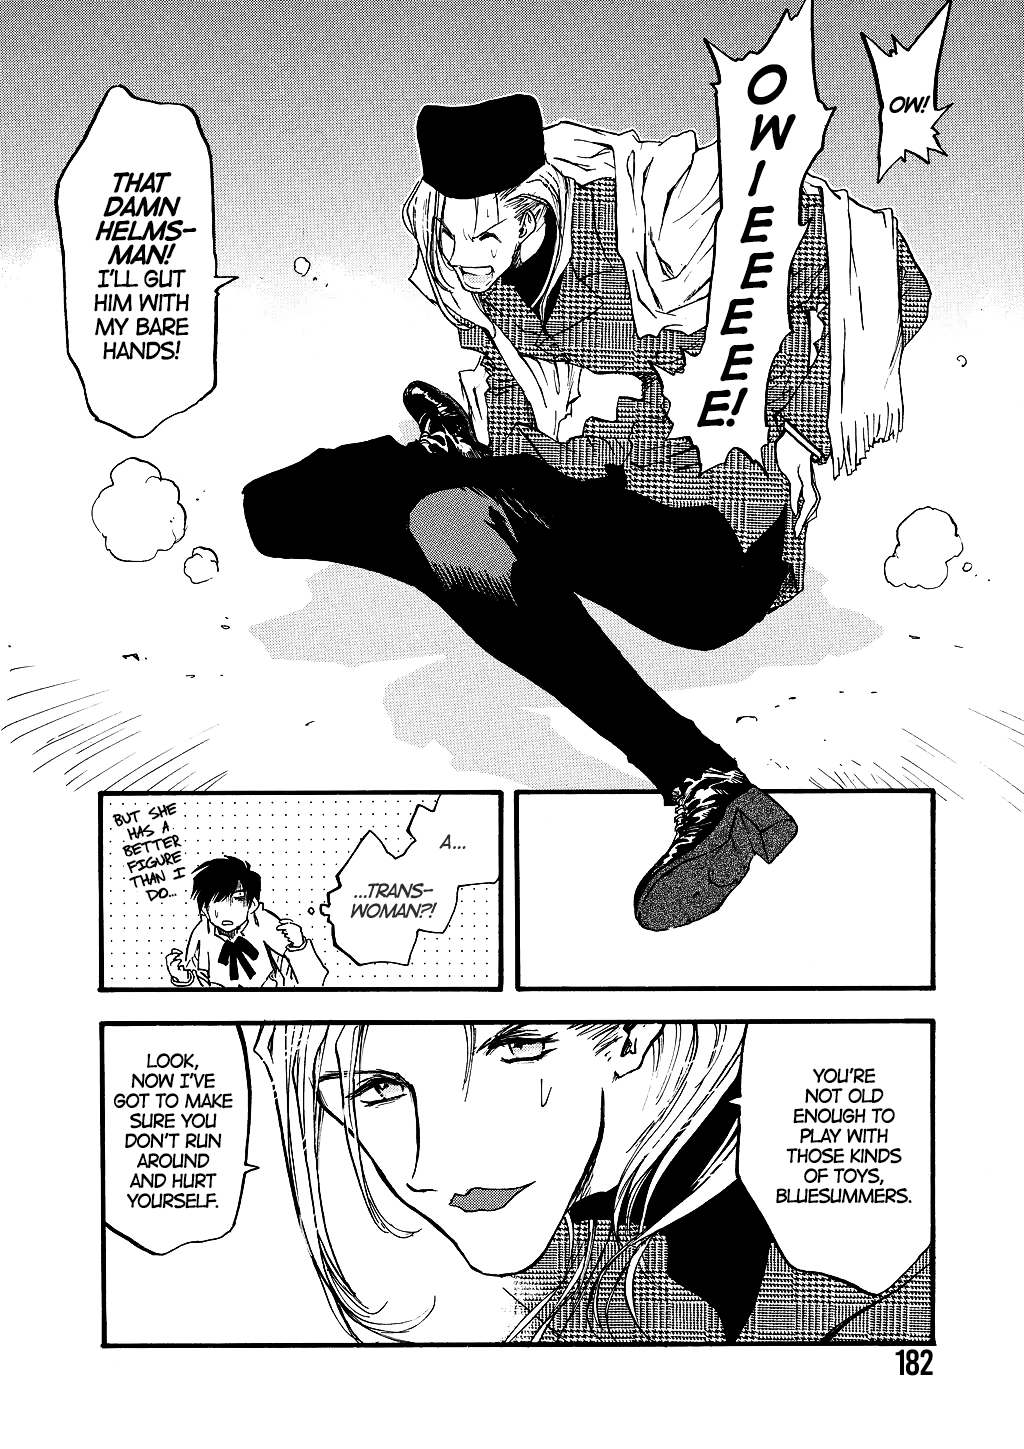 OW!
OWIEEEEE!
THAT
DAMN
HELMS-
MAN!
I'LL GUT
HIM WITH
MY BARE
HANDS!
A...
...TRANS-
WOMAN?!
BUT SHE
HAS A
BETTER
FIGURE
THAN I
DO...
YOU'RE
NOT OLD
ENOUGH TO
PLAY WITH
THOSE KINDS
OF TOYS,
BLUESUMMERS.
LOOK,
NOW I'VE
GOT TO MAKE
SURE YOU
DON'T RUN
AROUND
AND HURT
YOURSELF.
182